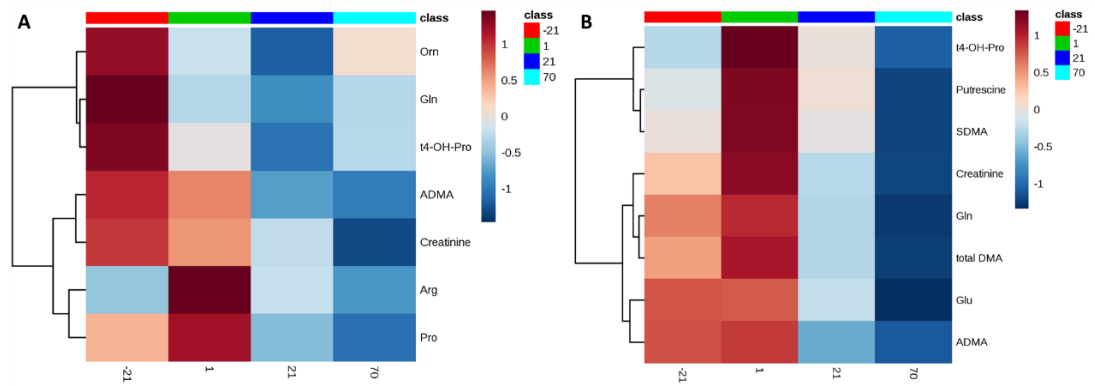 A
class
Orn
Gln
t4-OH-Pro
ADMA
Creatinine
Arg
Pro
-21
1
21
70
1
0.5
0
-0.5
-1
class
-21
1
21
70
B
class
t4-OH-Pro
Putrescine
SDMA
Creatinine
Gln
total DMA
Glu
ADMA
-21
1
21
70
1
0.5
0
-0.5
-1
class
-21
1
21
70